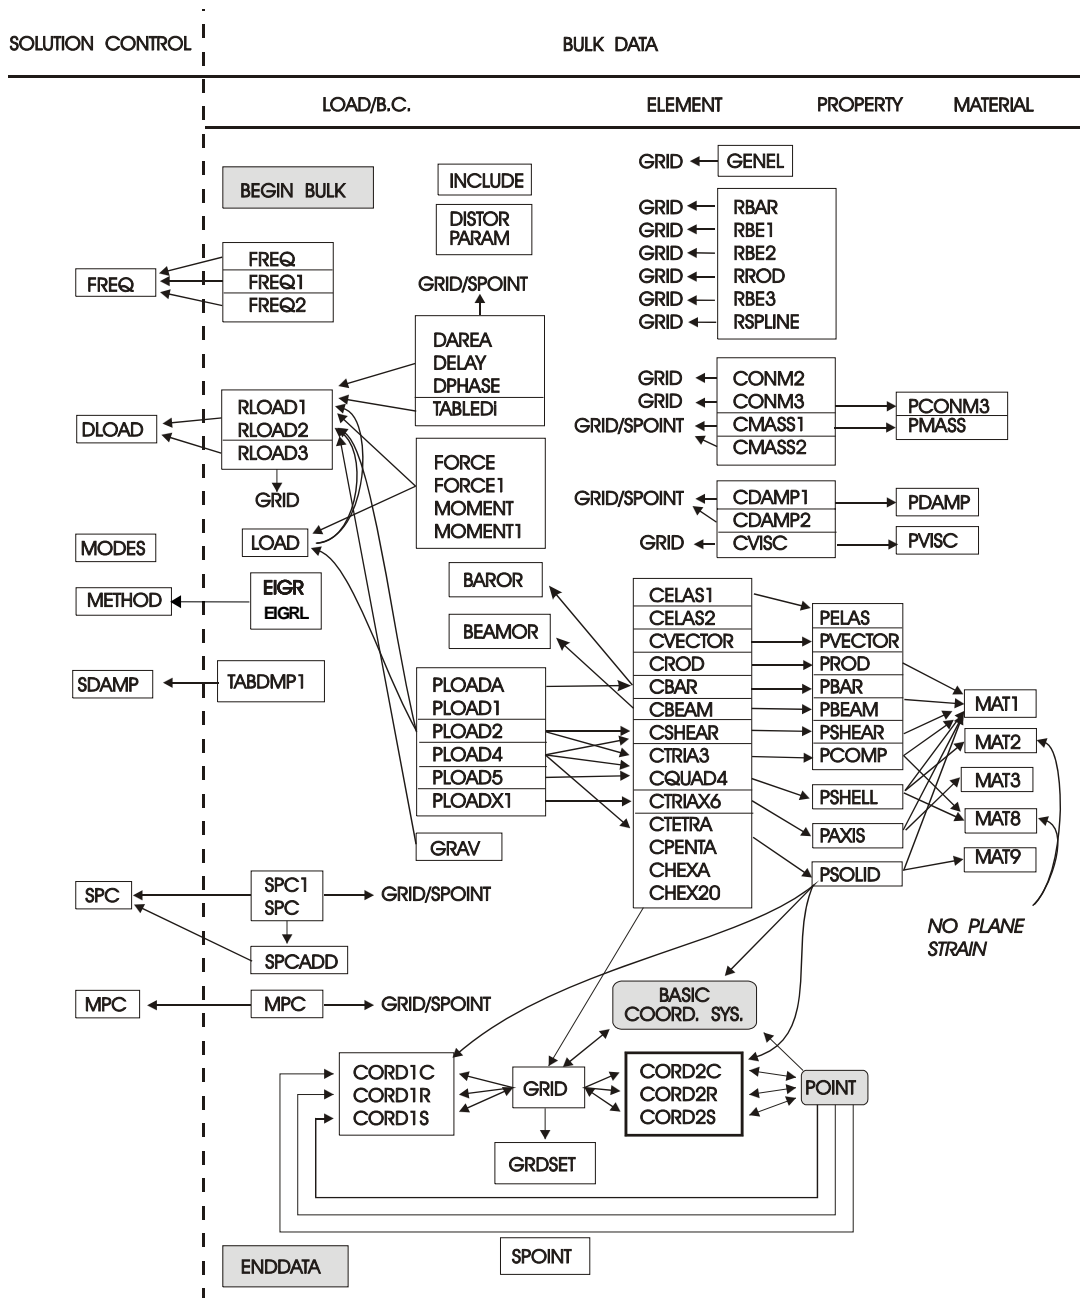 SOLUTION CONTROL
BULK DATA
LOAD/B.C.
ELEMENT
PROPERTY
MATERIAL
BEGIN BULK
INCLUDE
DISTOR
PARAM
GRID
GENEL
GRID
RBAR
GRID
RBE1
GRID
RBE2
GRID
RROD
GRID
RBE3
GRID
RSPLINE
FREQ
FREQ
FREQ1
FREQ2
GRID/SPOINT
DAREA
DELAY
DPHASE
TABLEDI
DLOAD
RLOAD1
RLOAD2
RLOAD3
GRID
GRID
CONM2
GRID
CONM3
PCONM3
GRID/SPOINT
CMASS1
PMASS
CMASS2
FORCE
FORCE1
MOMENT
MOMENT1
GRID/SPOINT
CDAMP1
PDAMP
CDAMP2
GRID
CVISC
PVISC
MODES
LOAD
METHOD
EIGR
EIGRL
BAROR
BEAMOR
SDAMP
TABDMP1
PLOADA
PLOAD1
PLOAD2
PLOAD4
PLOAD5
PLOADX1
GRAV
CELAS1
CELAS2
CVECTOR
CROD
CBAR
CBEAM
CSHEAR
CTRIA3
CQUAD4
CTRIAX6
CTETRA
CPENTA
CHEXA
CHEX20
PELAS
PVECTOR
PROD
PBAR
PBEAM
PSHEAR
PCOMP
PSHELL
PAXIS
PSOLID
MAT1
MAT2
MAT3
MAT8
MAT9
NO PLANE
STRAIN
SPC
SPC1
SPC
GRID/SPOINT
SPCADD
MPC
MPC
GRID/SPOINT
BASIC
COORD. SYS.
CORD1C
CORD1R
CORD1S
GRID
CORD2C
CORD2R
CORD2S
POINT
GRDSET
SPOINT
ENDDATA